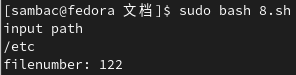 [sambac@fedora 文档]$ sudo bash 8.sh
input path
/etc
filenumber: 122